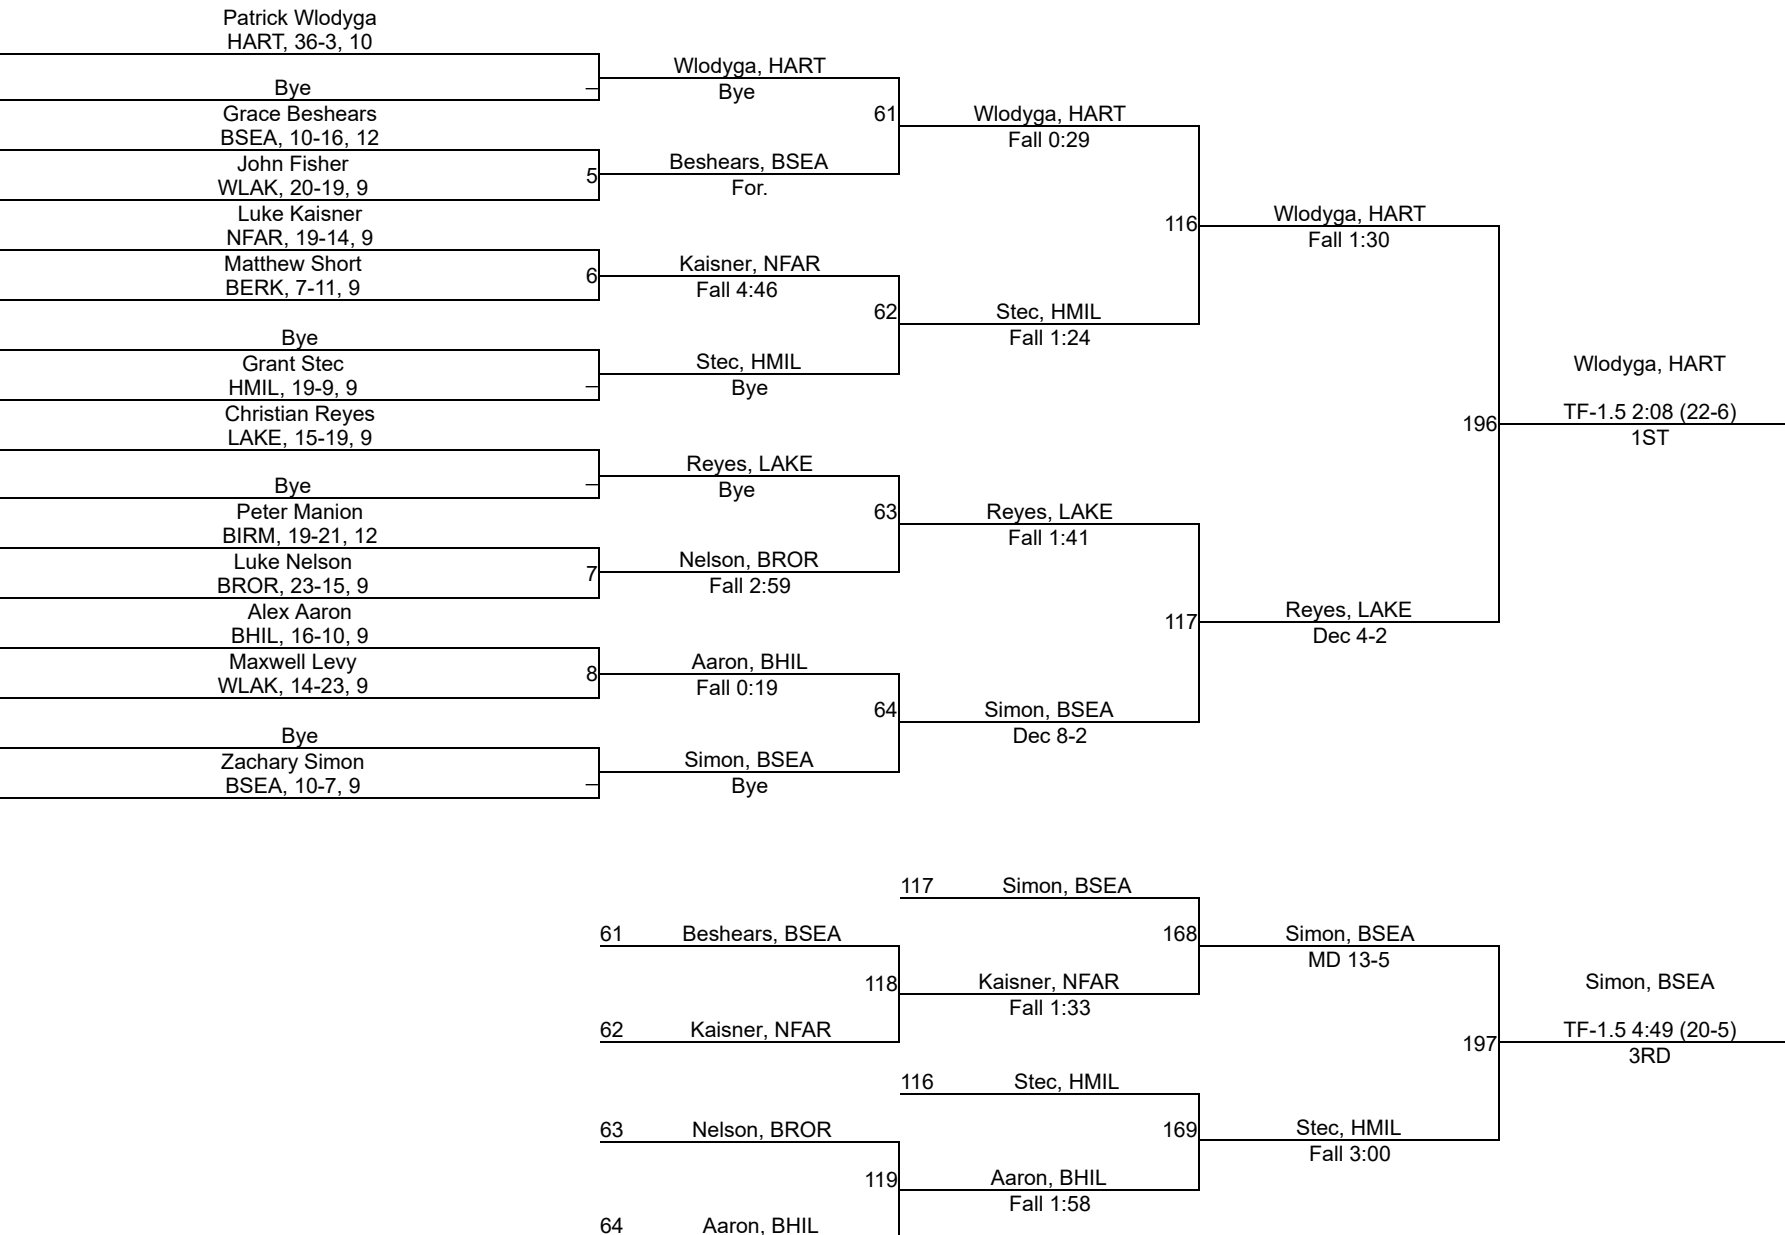 Patrick Wlodyga
HART, 36-3, 10
Bye
Grace Beshears
BSEA, 10-16, 12
John Fisher
WLAK, 20-19, 9
Luke Kaisner
NFAR, 19-14, 9
Matthew Short
BERK, 7-11, 9
Bye
Grant Stec
HMIL, 19-9, 9
Christian Reyes
LAKE, 15-19, 9
Bye
Peter Manion
BIRM, 19-21, 12
Luke Nelson
BROR, 23-15, 9
Alex Aaron
BHIL, 16-10, 9
Maxwell Levy
WLAK, 14-23, 9
Bye
Zachary Simon
BSEA, 10-7, 9
–
5
6
–
–
7
8
–
Wlodyga, HART
Bye
Beshears, BSEA
For.
Kaisner, NFAR
Fall 4:46
Stec, HMIL
Bye
Reyes, LAKE
Bye
Nelson, BROR
Fall 2:59
Aaron, BHIL
Fall 0:19
Simon, BSEA
Bye
61
62
63
64
Wlodyga, HART
Fall 0:29
Stec, HMIL
Fall 1:24
Reyes, LAKE
Fall 1:41
Simon, BSEA
Dec 8-2
116
117
Wlodyga, HART
Fall 1:30
Reyes, LAKE
Dec 4-2
196
Wlodyga, HART
TF-1.5 2:08 (22-6)
1ST
61 Beshears, BSEA
62 Kaisner, NFAR
63 Nelson, BROR
64 Aaron, BHIL
118
119
117 Simon, BSEA
Kaisner, NFAR
Fall 1:33
116 Stec, HMIL
Aaron, BHIL
Fall 1:58
168
169
Simon, BSEA
MD 13-5
Stec, HMIL
Fall 3:00
197
Simon, BSEA
TF-1.5 4:49 (20-5)
3RD